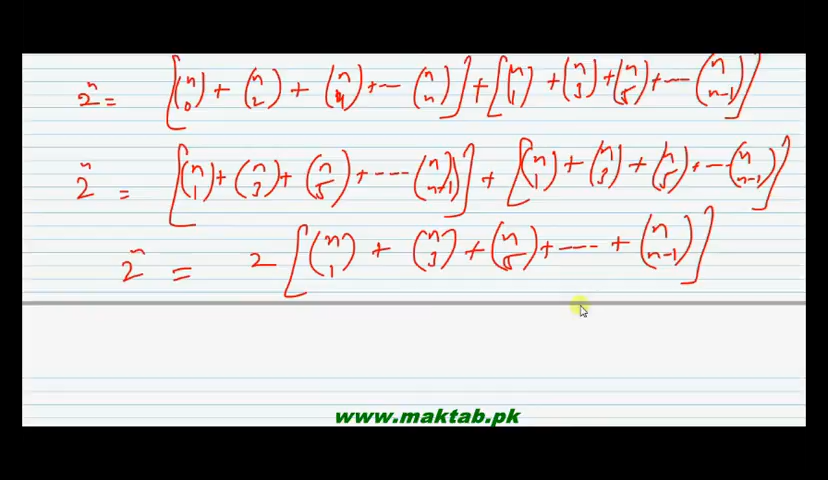 2ⁿ = [(n 0) + (n 2) + (n 4) + --- (n n)] + [(n 1) + (n 3) + (n 5) + --- (n n-1)]
2ⁿ = [(n 1) + (n 3) + (n 5) + ---- (n n-1)] + [(n 1) + (n 3) + (n 5) + --- (n n-1)]
2ⁿ = 2 [(n 1) + (n 3) + (n 5) + ---- + (n n-1)]
www.maktab.pk